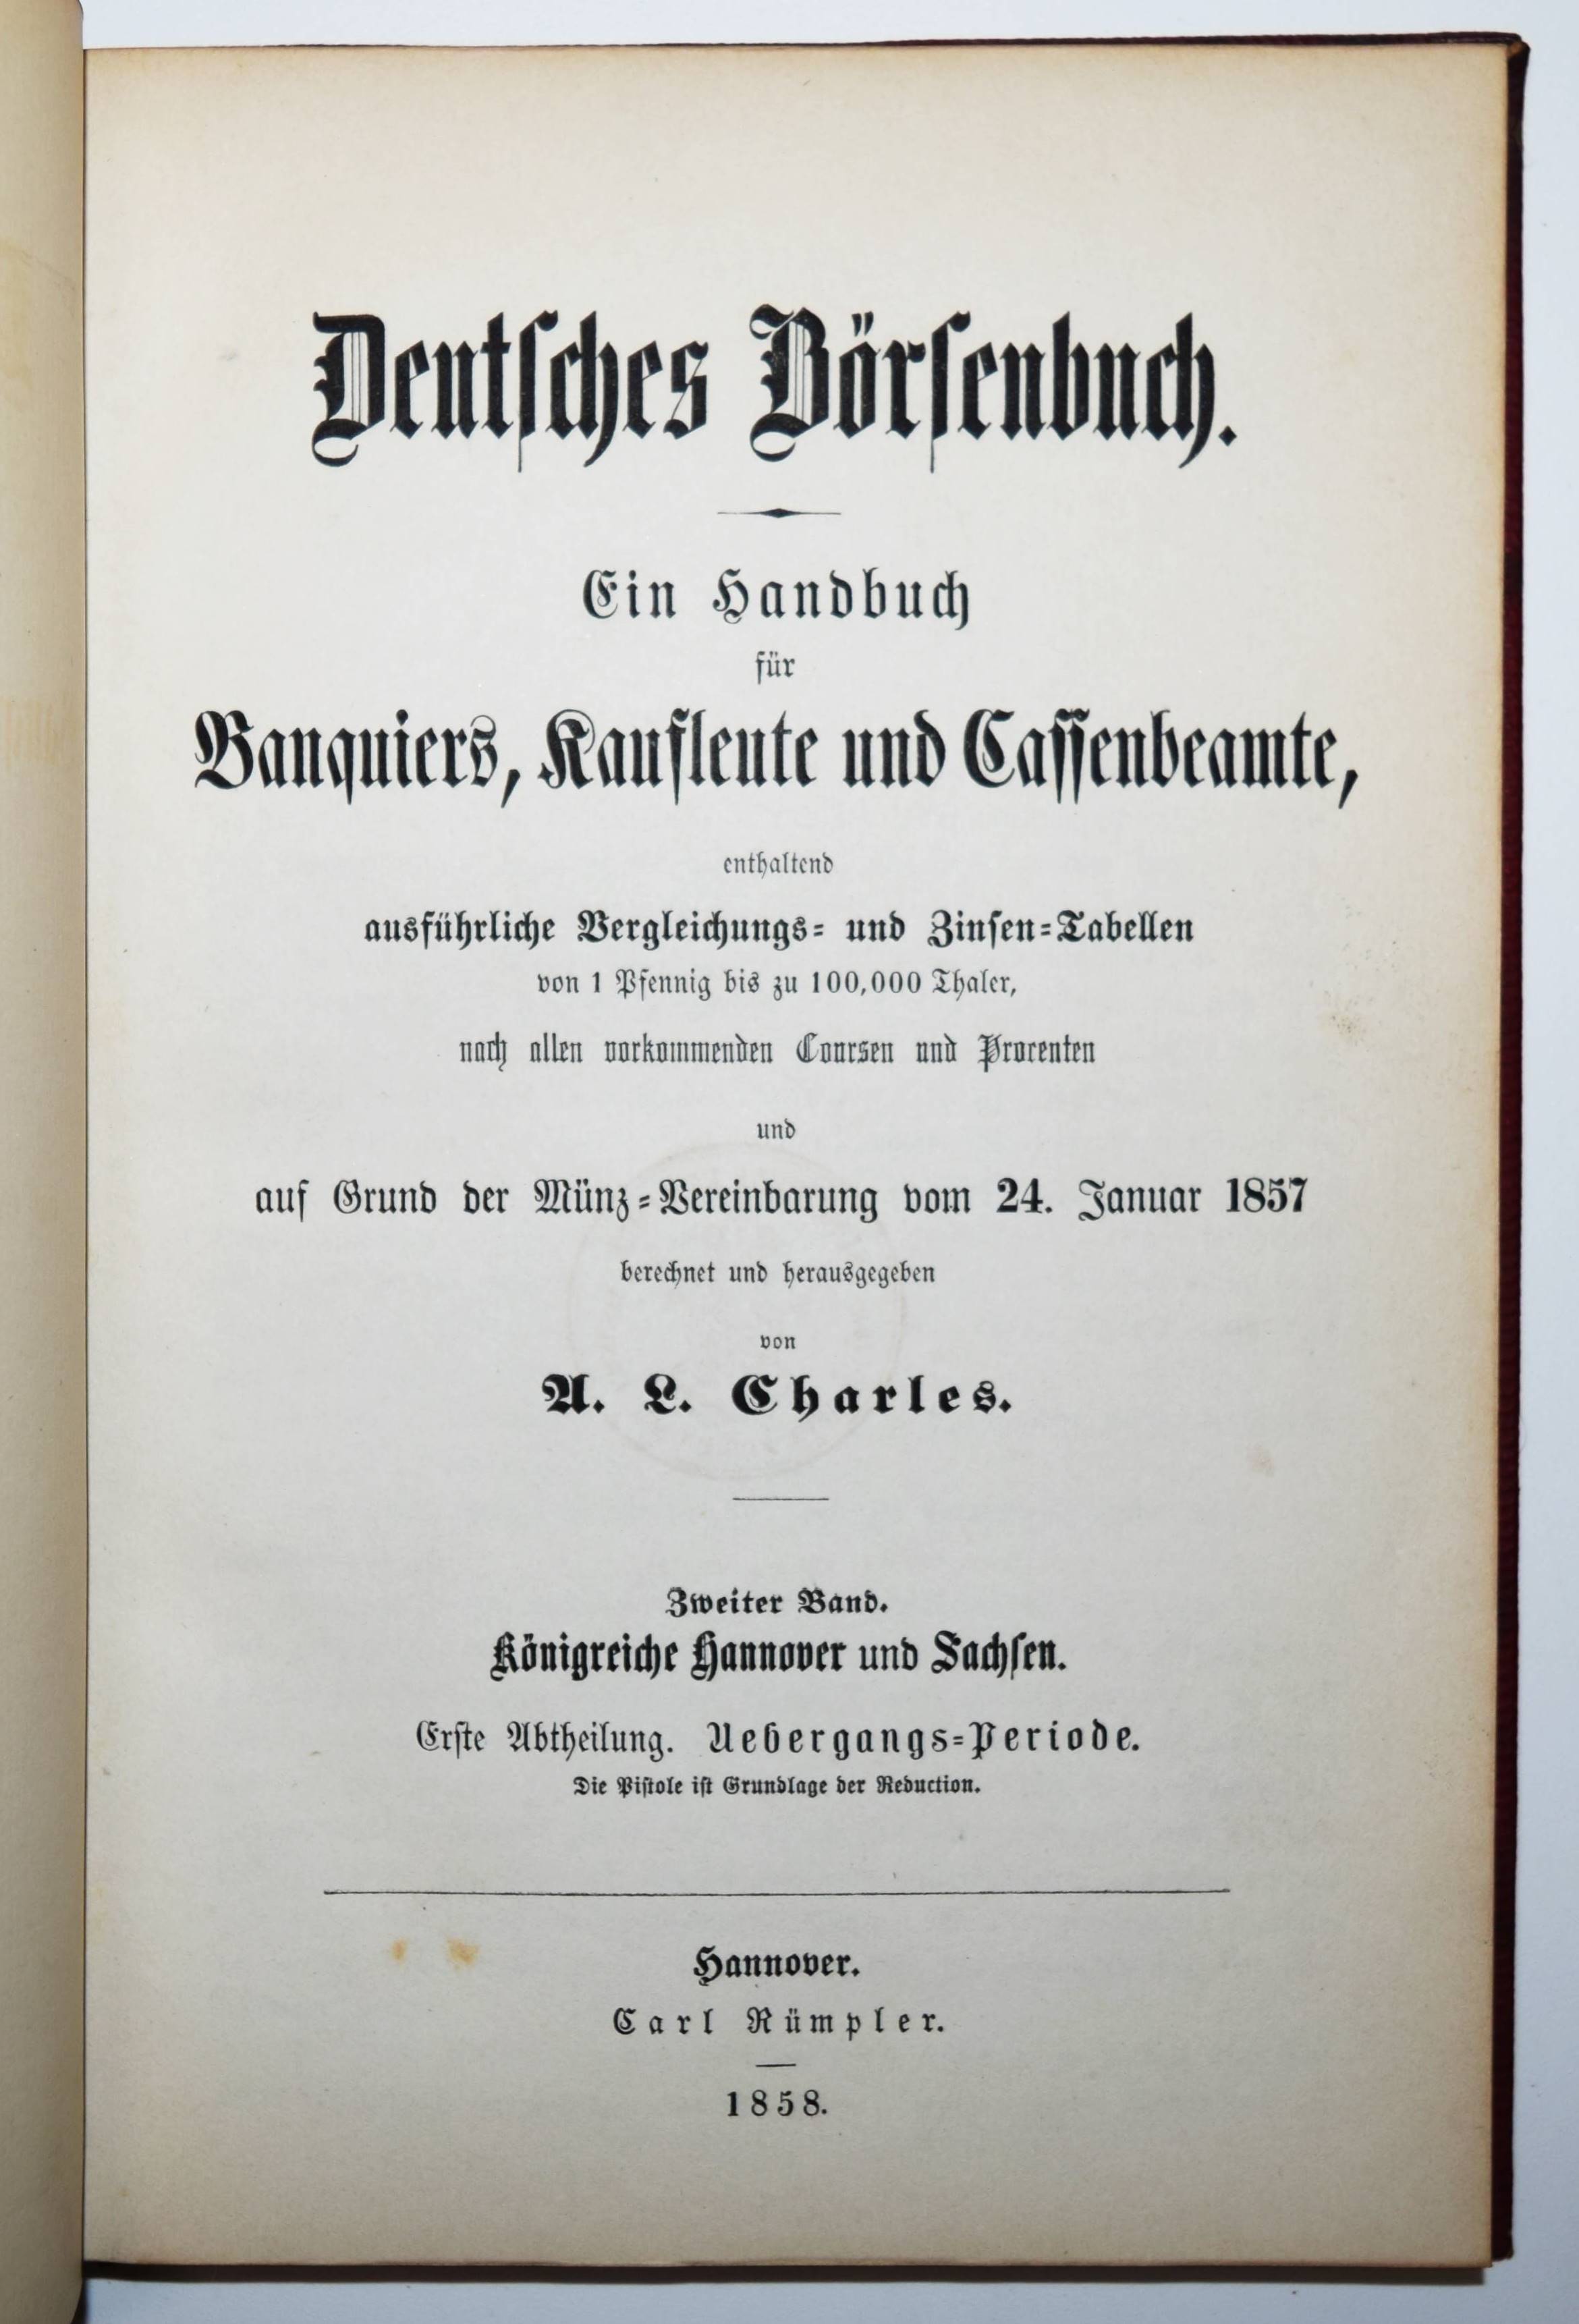 Deutsches Börsenbuch.
Ein Handbuch
für
Banquiers, Kaufleute und Cassenbeamte,
enthaltend
ausführliche Vergleichungs- und Zinsen-Tabellen
von 1 Pfennig bis zu 100,000 Thaler,
nach allen vorkommenden Coursen und Procenten
und
auf Grund der Münz-Vereinbarung vom 24. Januar 1857
berechnet und herausgegeben
von
A. L. Charles.
Zweiter Band.
Königreiche Hannover und Sachsen.
Erste Abtheilung. Uebergangs-Periode.
Die Pistole ist Grundlage der Reduction.
Hannover.
Carl Rümpler.
1858.